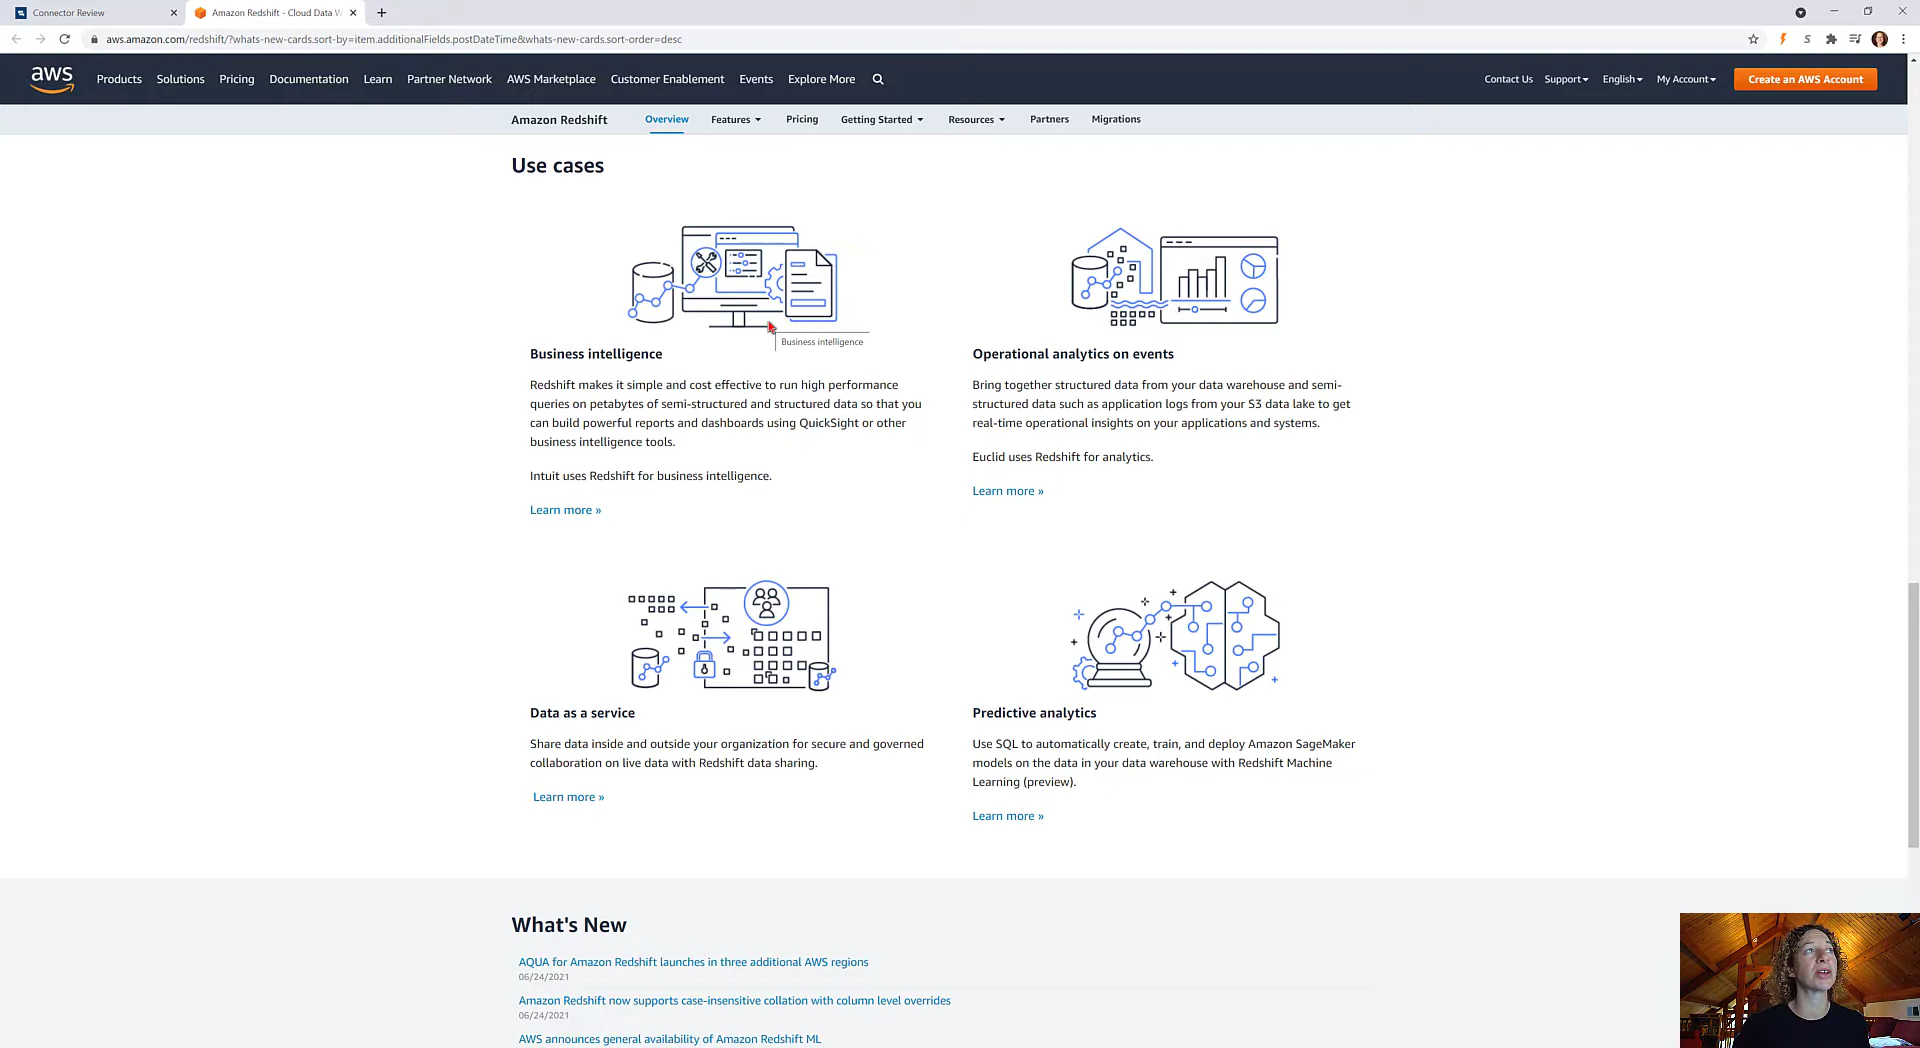 Connector Review
Amazon Redshift - Cloud Data W
aws.amazon.com/redshift/?whats-new-cards.sort-by=item.additionalFields.postDateTime&whats-new-cards.sort-order=desc
aws
Products Solutions Pricing Documentation Learn Partner Network AWS Marketplace Customer Enablement Events Explore More
Contact Us Support English My Account Create an AWS Account
Amazon Redshift Overview Features Pricing Getting Started Resources Partners Migrations
Use cases
Business intelligence
Business intelligence
Redshift makes it simple and cost effective to run high performance
queries on petabytes of semi-structured and structured data so that you
can build powerful reports and dashboards using QuickSight or other
business intelligence tools.
Intuit uses Redshift for business intelligence.
Learn more »
Operational analytics on events
Bring together structured data from your data warehouse and semi-
structured data such as application logs from your S3 data lake to get
real-time operational insights on your applications and systems.
Euclid uses Redshift for analytics.
Learn more »
Data as a service
Share data inside and outside your organization for secure and governed
collaboration on live data with Redshift data sharing.
Learn more »
Predictive analytics
Use SQL to automatically create, train, and deploy Amazon SageMaker
models on the data in your data warehouse with Redshift Machine
Learning (preview).
Learn more »
What's New
AQUA for Amazon Redshift launches in three additional AWS regions
06/24/2021
Amazon Redshift now supports case-insensitive collation with column level overrides
06/24/2021
AWS announces general availability of Amazon Redshift ML